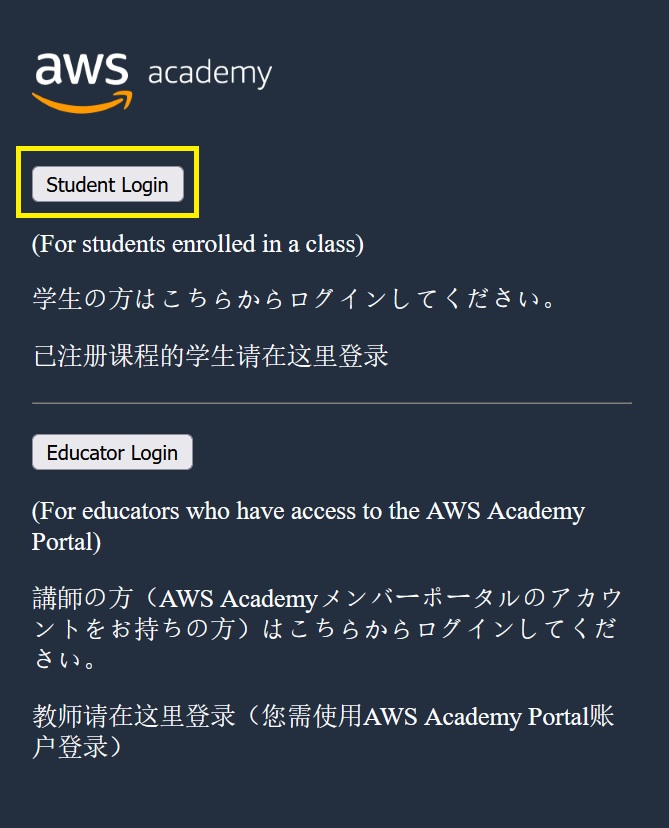 aws academy
Student Login
(For students enrolled in a class)
学生の方はこちらからログインしてください。
已注册课程的学生请在这里登录
Educator Login
(For educators who have access to the AWS Academy
Portal)
講師の方（AWS Academyメンバーポータルのアカウ
ントをお持ちの方）はこちらからログインしてくだ
さい。
教师请在这里登录（您需使用AWS Academy Portal账
户登录）